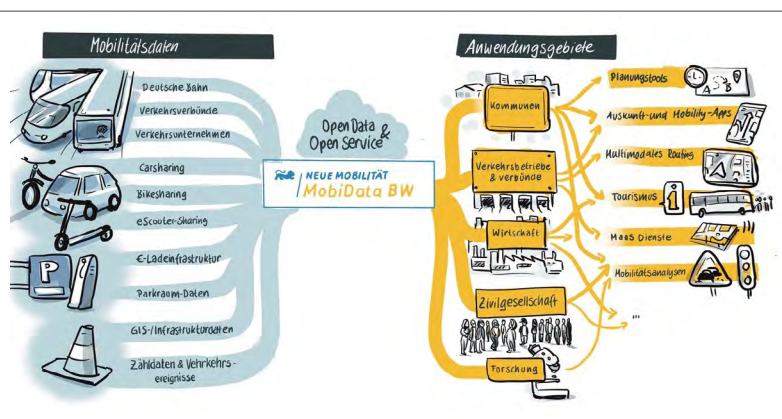 Mobilitätsdaten
Deutsche Bahn
Verkehrsverbünde
Verkehrsunternehmen
Carsharing
Bikesharing
eScooter-Sharing
€-Ladeinfrastruktur
Parkraum-Daten
GIS-/Infrastrukturdaten
Zähldaten & Vehrkehrs-
ereignisse
P
Open Data &
Open Service
NEUE MOBILITÄT
MobiData BW
Anwendungsgebiete
Kommunen
Verkehrsbetriebe
& verbünde
Wirtschaft
Zivilgesellschaft
Forschung
Planungstools
A B
Auskunft-und Mobility-Apps
Multimodales Routing
Tourismus
i
MaaS Dienste
Mobilitätsanalysen
...